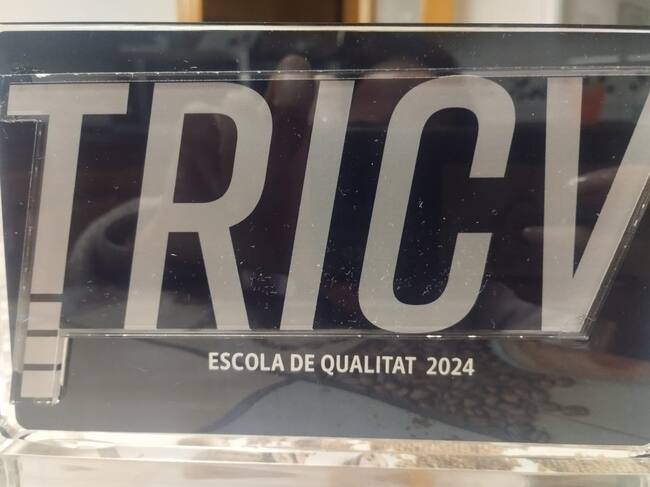 TRICV
ESCOLA DE QUALITAT 2024